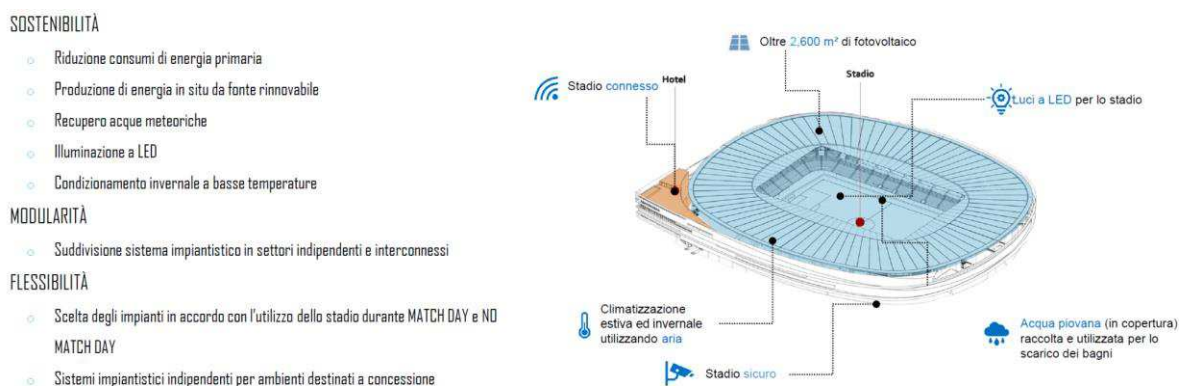 SOSTENIBILITÀ
Riduzione consumi di energia primaria
Produzione di energia in situ da fonte rinnovabile
Recupero acque meteoriche
Illuminazione a LED
Condizionamento invernale a basse temperature
MODULARITÀ
Suddivisione sistema impiantistico in settori indipendenti e interconnessi
FLESSIBILITÀ
Scelta degli impianti in accordo con l'utilizzo dello stadio durante MATCH DAY e NO
MATCH DAY
Sistemi impiantistici indipendenti per ambienti destinati a concessione
Oltre 2,600 m² di fotovoltaico
Stadio connesso
Hotel
Stadio
Luci a LED per lo stadio
Climatizzazione
estiva ed invernale
utilizzando aria
Stadio sicuro
Acqua piovana (in copertura)
raccolta e utilizzata per lo
scarico dei bagni